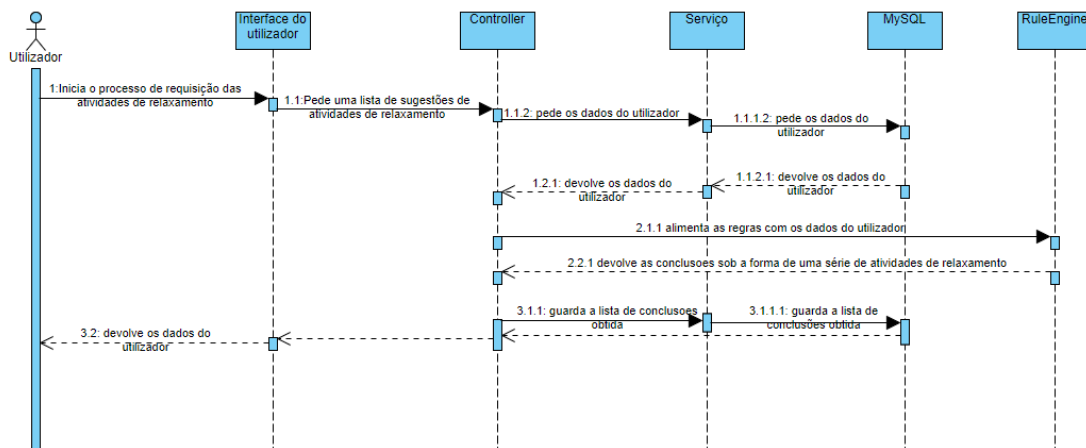 Interface do
utilizador
Controller
Serviço
MySQL
RuleEngine
Utilizador
1:Inicia o processo de requisição das
atividades de relaxamento
1.1:Pede uma lista de sugestões de
atividades de relaxamento
1.1.2: pede os dados do utilizador
1.1.1.2: pede os dados do
utilizador
1.2.1: devolve os dados do
utilizador
1.1.2.1: devolve os dados do
utilizador
2.1.1 alimenta as regras com os dados do utilizador
2.2.1 devolve as conclusoes sob a forma de uma série de atividades de relaxamento
3.1.1: guarda a lista de conclusoes
obtida
3.1.1.1: guarda a lista de
conclusões obtida
3.2: devolve os dados do
utilizador